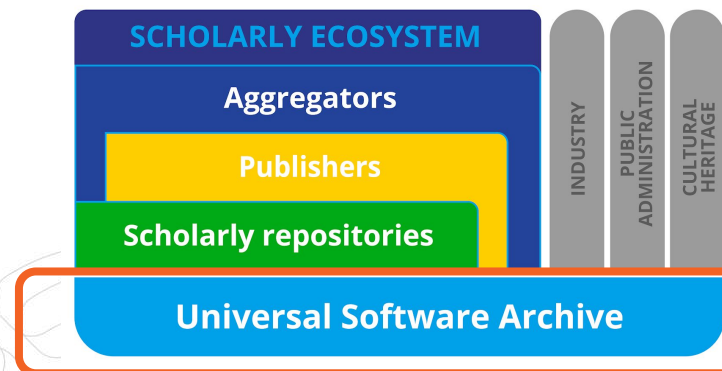 SCHOLARLY ECOSYSTEM
Aggregators
Publishers
Scholarly repositories
Universal Software Archive
INDUSTRY
PUBLIC
ADMINISTRATION
CULTURAL
HERITAGE